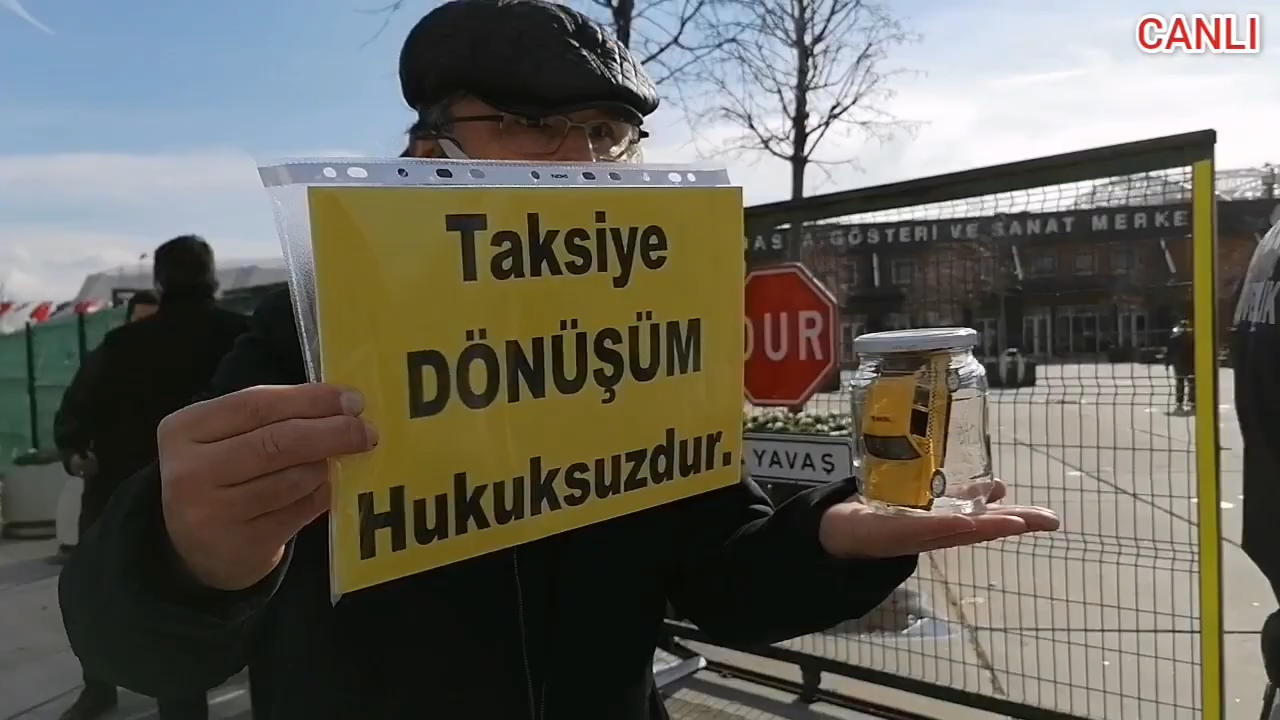 CANLI
Taksiye
DÖNÜŞÜM
Hukuksuzdur.
GÖSTERİ VE SANAT MERKE
DUR
YAVAŞ